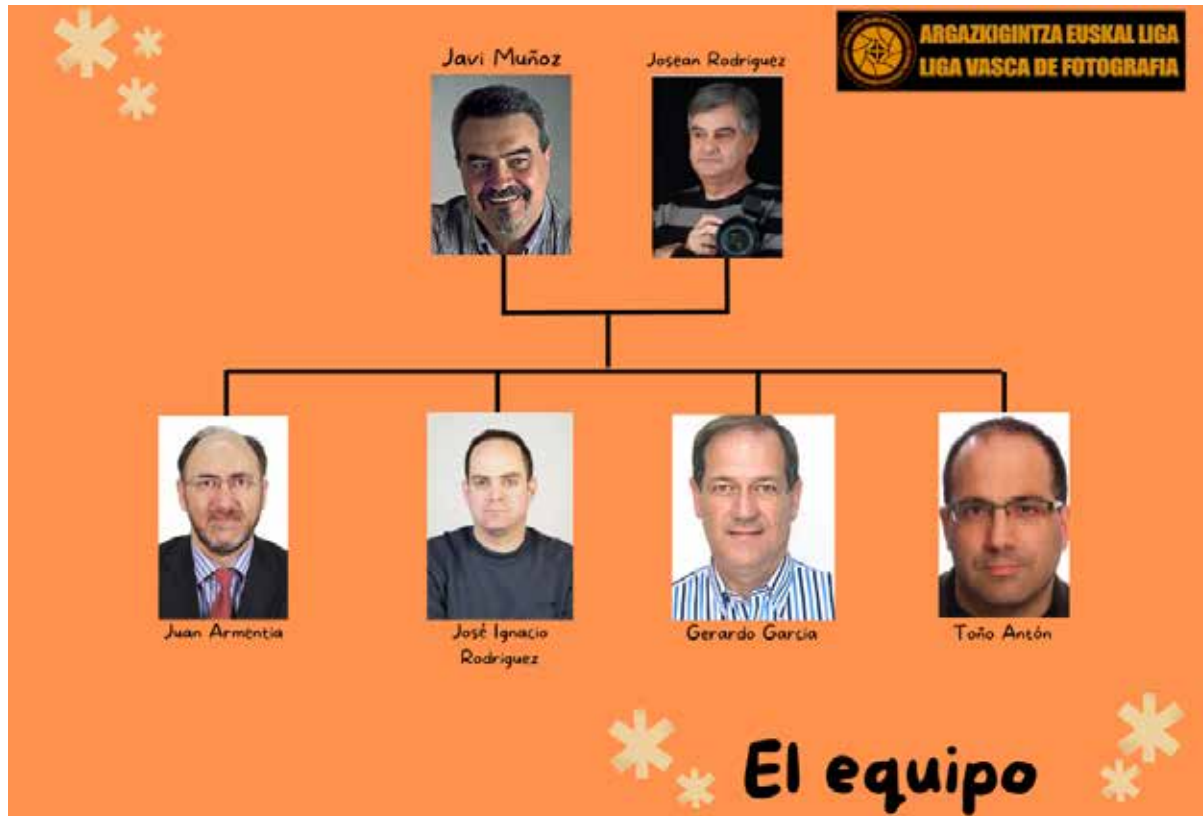 ARGAZKIGINTZA EUSKAL LIGA
LIGA VASCA DE FOTOGRAFIA
Javi Muñoz
Josean Rodriguez
Juan Armentia
José Ignacio
Rodriguez
Gerardo García
Toño Antón
El equipo